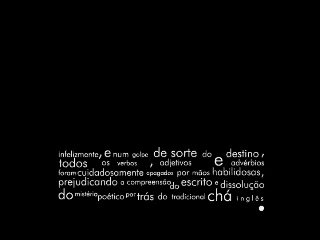 infelizmente, e num golpe de sorte do destino,
todos os verbos, adjetivos e advérbios
foram cuidadosamente apagados por mãos habilidosas,
prejudicando a compreensão do escrito e dissolução
do mistério poético por trás do tradicional chá inglês
.